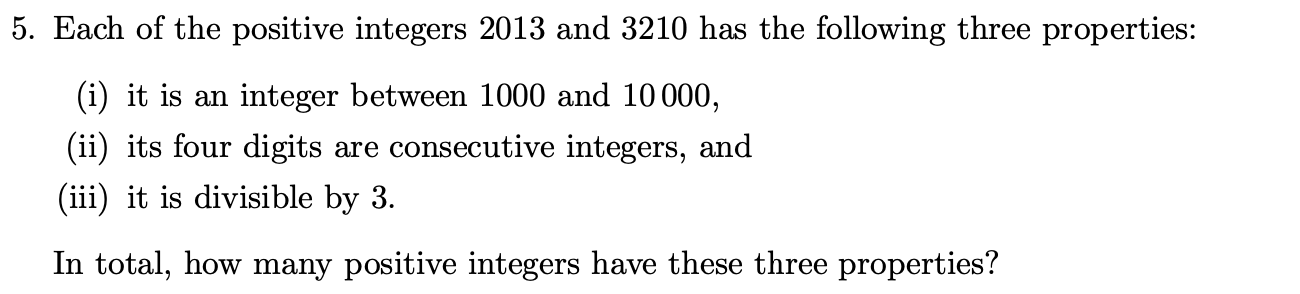 5. Each of the positive integers 2013 and 3210 has the following three properties:
(i) it is an integer between 1000 and 10 000,
(ii) its four digits are consecutive integers, and
(iii) it is divisible by 3.
In total, how many positive integers have these three properties?